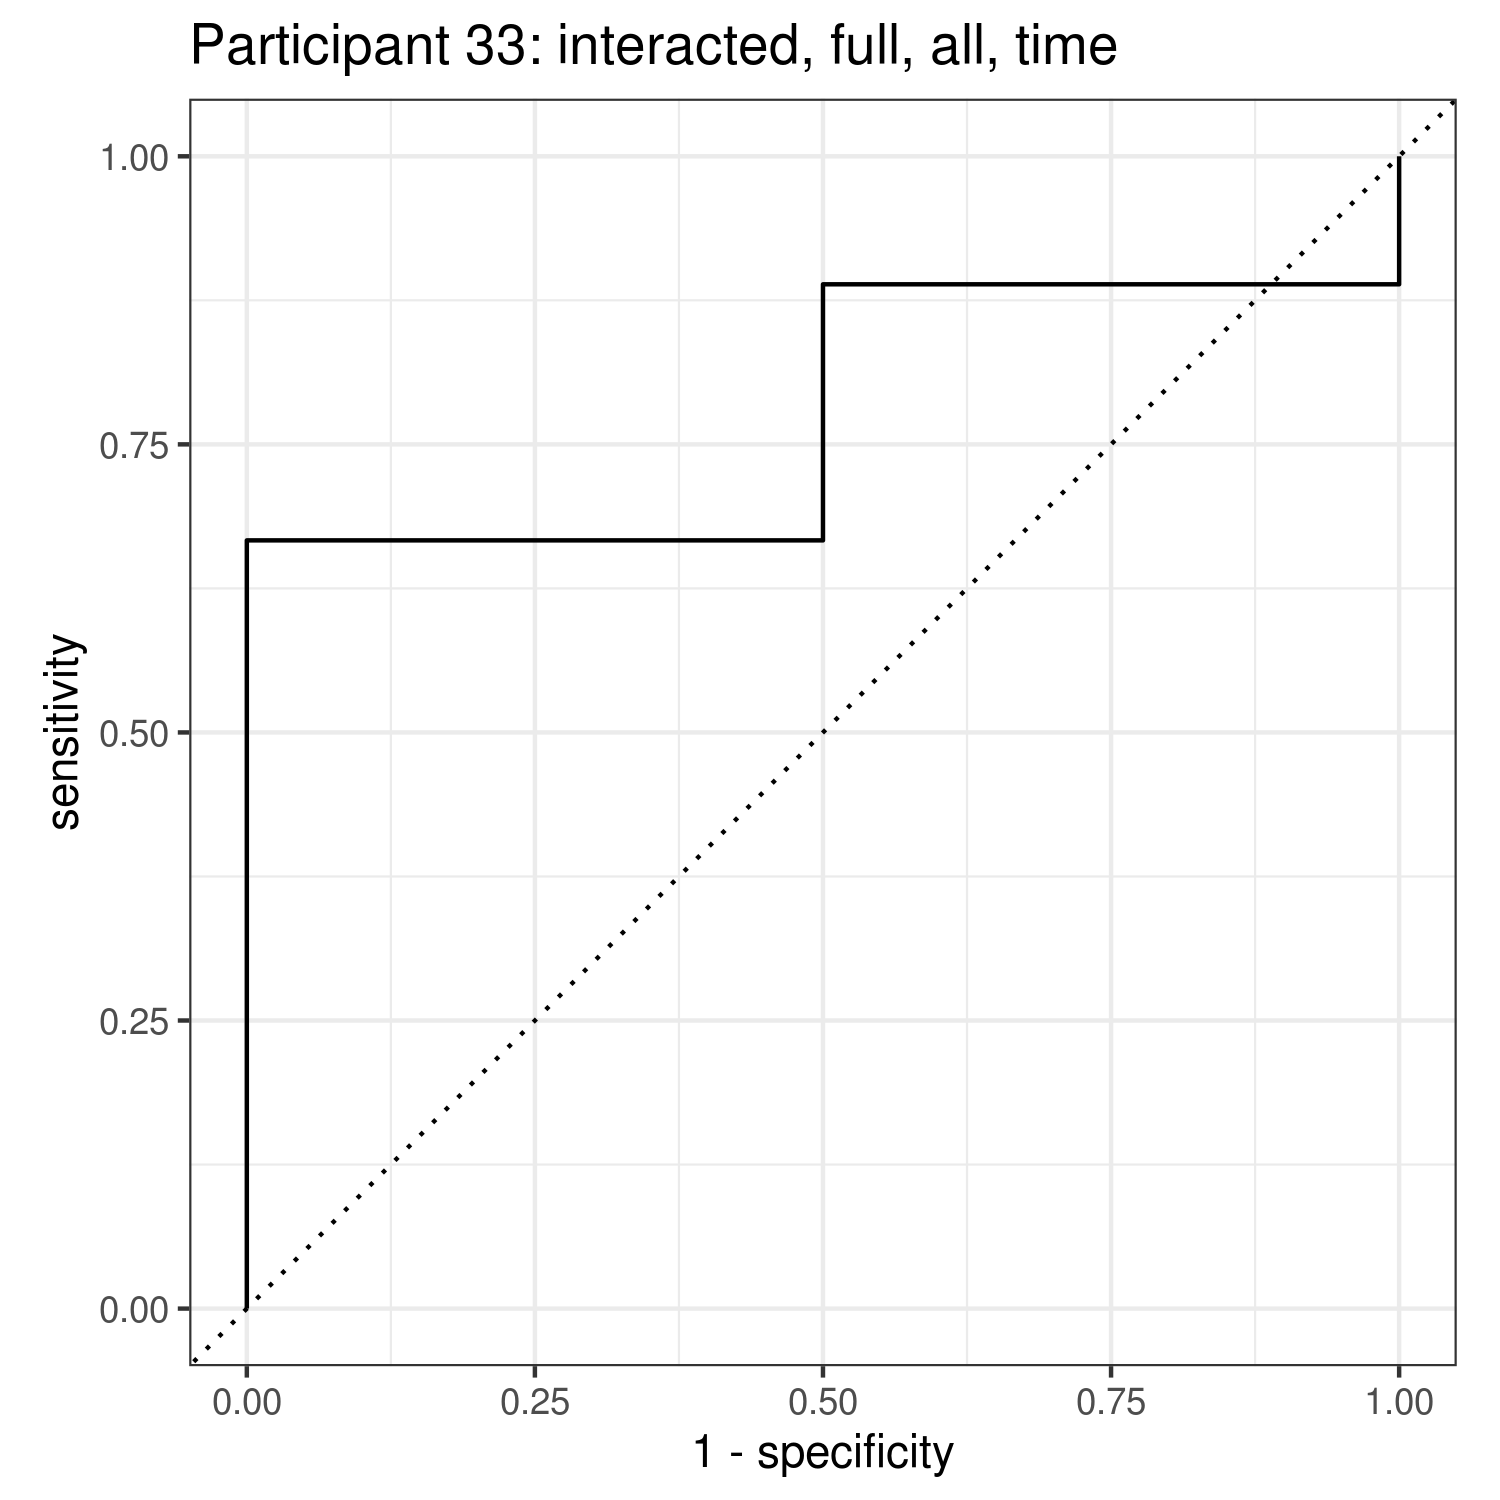 Participant 33: interacted, full, all, time
1.00
0.75
0.50
0.25
0.00
sensitivity
0.00 0.25 0.50 0.75 1.00
1 - specificity